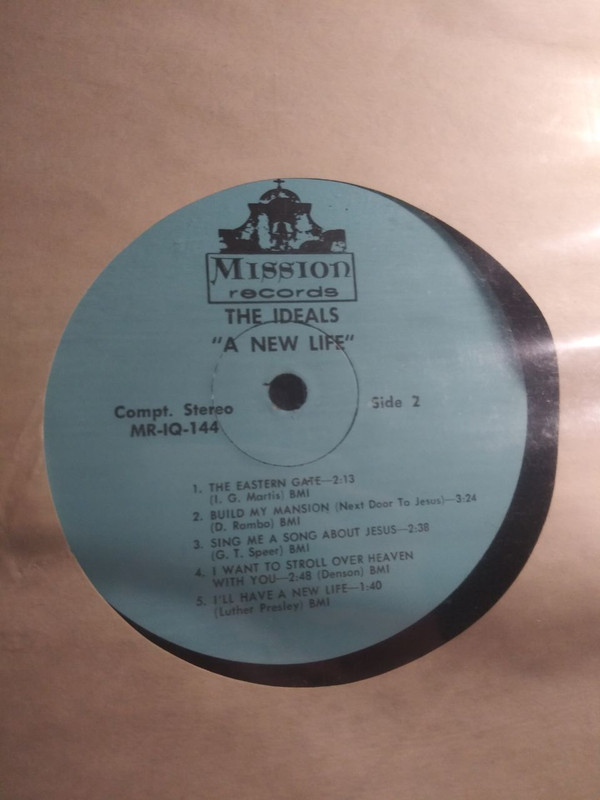 Mission
records
THE IDEALS
"A NEW LIFE"
Compt. Stereo
MR-IQ-144
Side 2
1. THE EASTERN GATE—2:13
(I. G. Martis) BMI
2. BUILD MY MANSION (Next Door To Jesus)—3:24
(D. Rambo) BMI
3. SING ME A SONG ABOUT JESUS—2:38
(G. T. Speer) BMI
4. I WANT TO STROLL OVER HEAVEN
WITH YOU—2:48 (Denson) BMI
5. I'LL HAVE A NEW LIFE—1:40
(Luther Presley) BMI